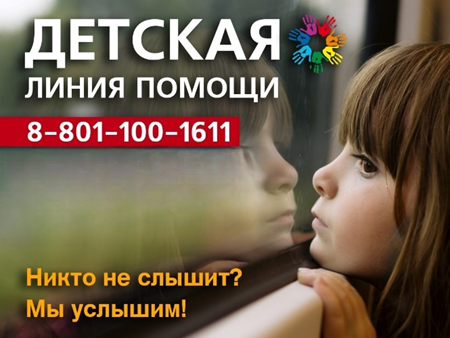 ДЕТСКАЯ
ЛИНИЯ ПОМОЩИ
8-801-100-1611
Никто не слышит?
Мы услышим!